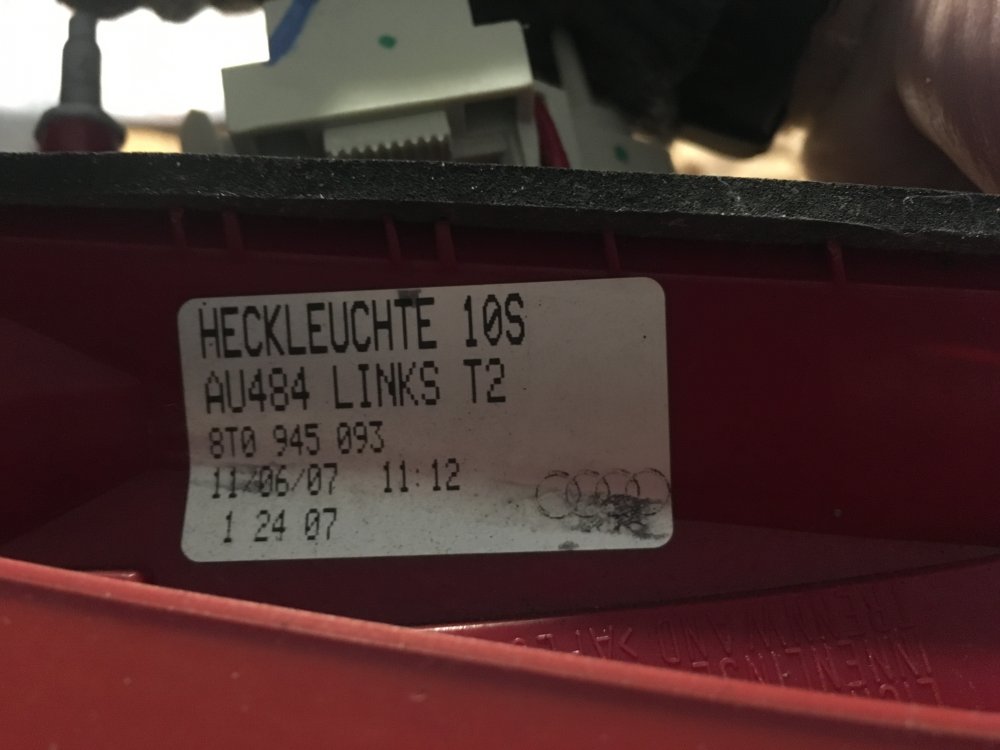 HECKLEUCHTE 10S
AU484 LINKS T2
8T0 945 093
11/06/07 11:12
1 24 07